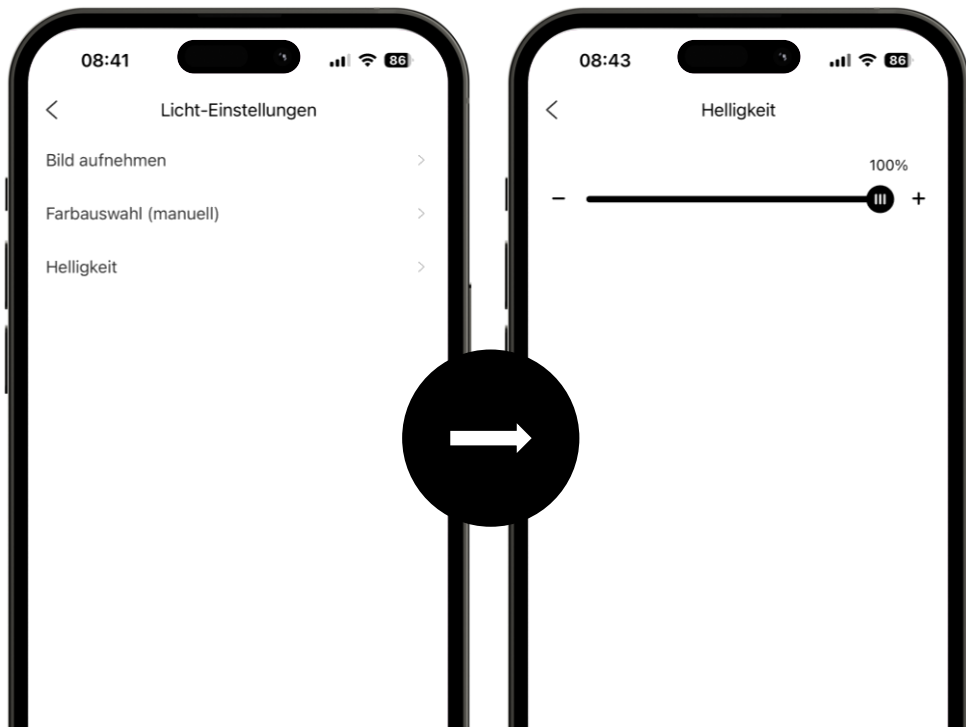 08:41
86
Licht-Einstellungen
Bild aufnehmen
Farbauswahl (manuell)
Helligkeit
08:43
86
Helligkeit
100%